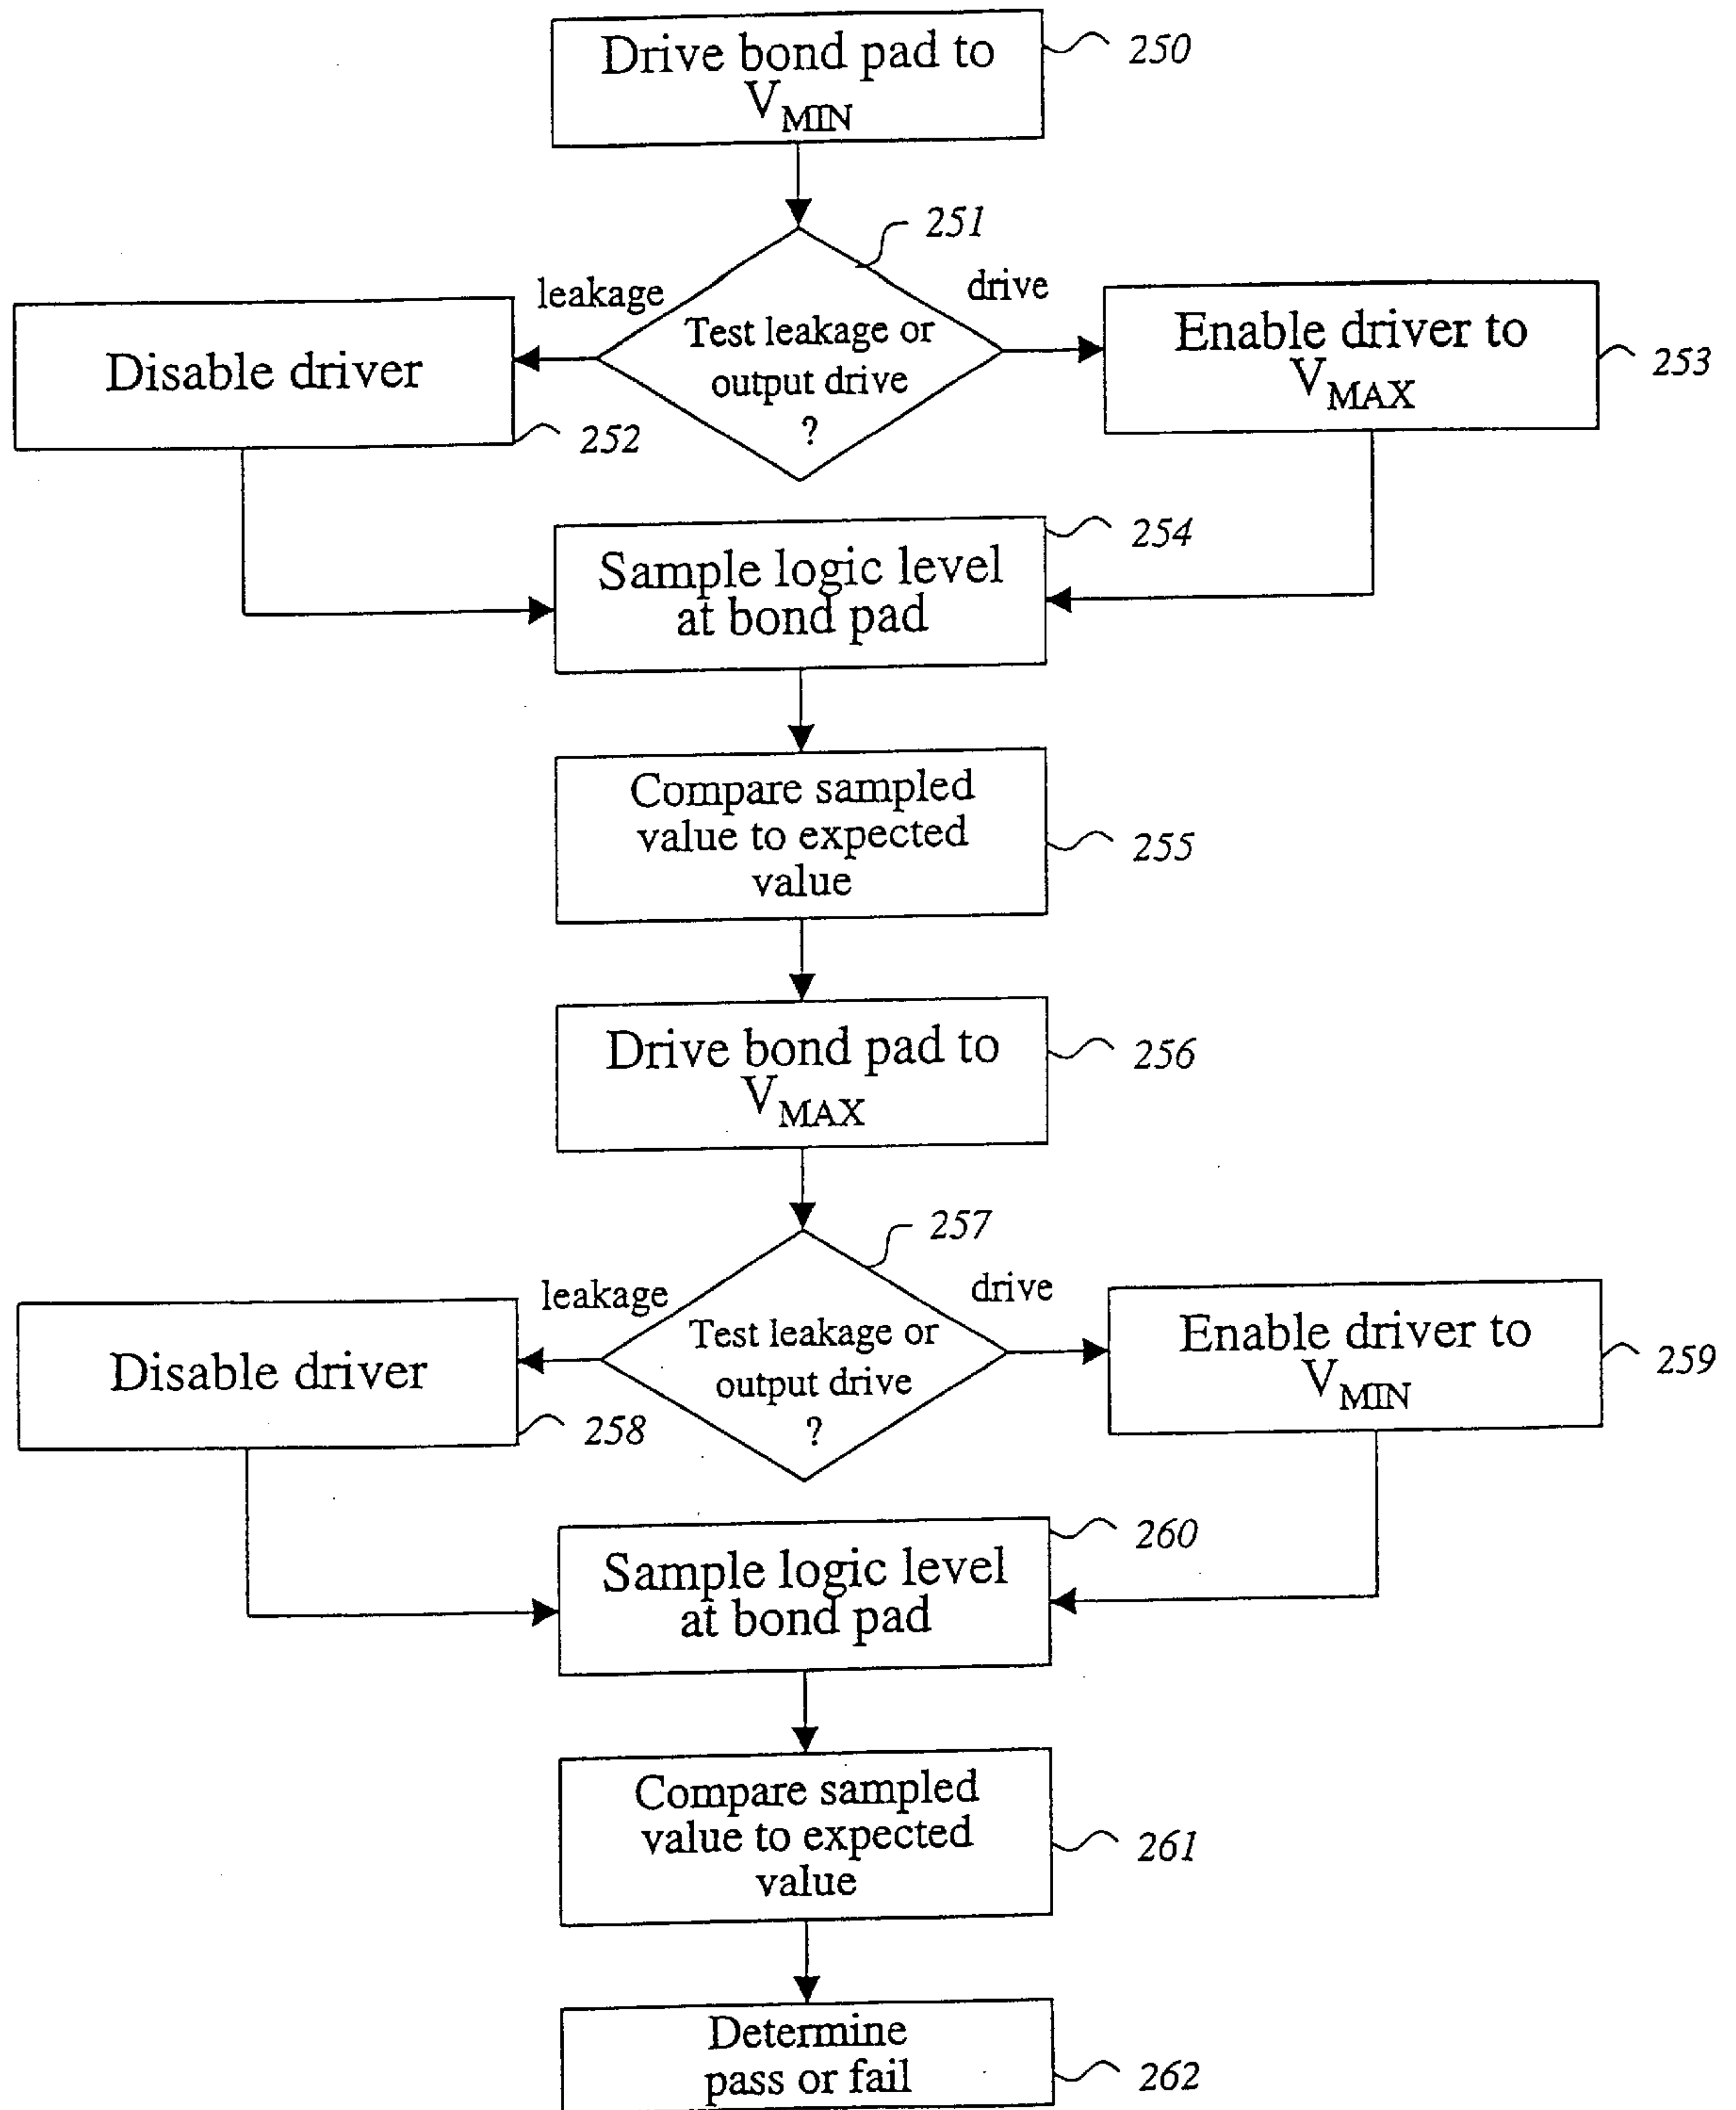 Drive bond pad to
VMIN
250
251
leakage
drive
Test leakage or
output drive
?
Disable driver
252
Enable driver to
VMAX
253
254
Sample logic level
at bond pad
Compare sampled
value to expected
value
255
Drive bond pad to
VMAX
256
257
leakage
drive
Test leakage or
output drive
?
Disable driver
258
Enable driver to
VMIN
259
260
Sample logic level
at bond pad
Compare sampled
value to expected
value
261
Determine
pass or fail
262